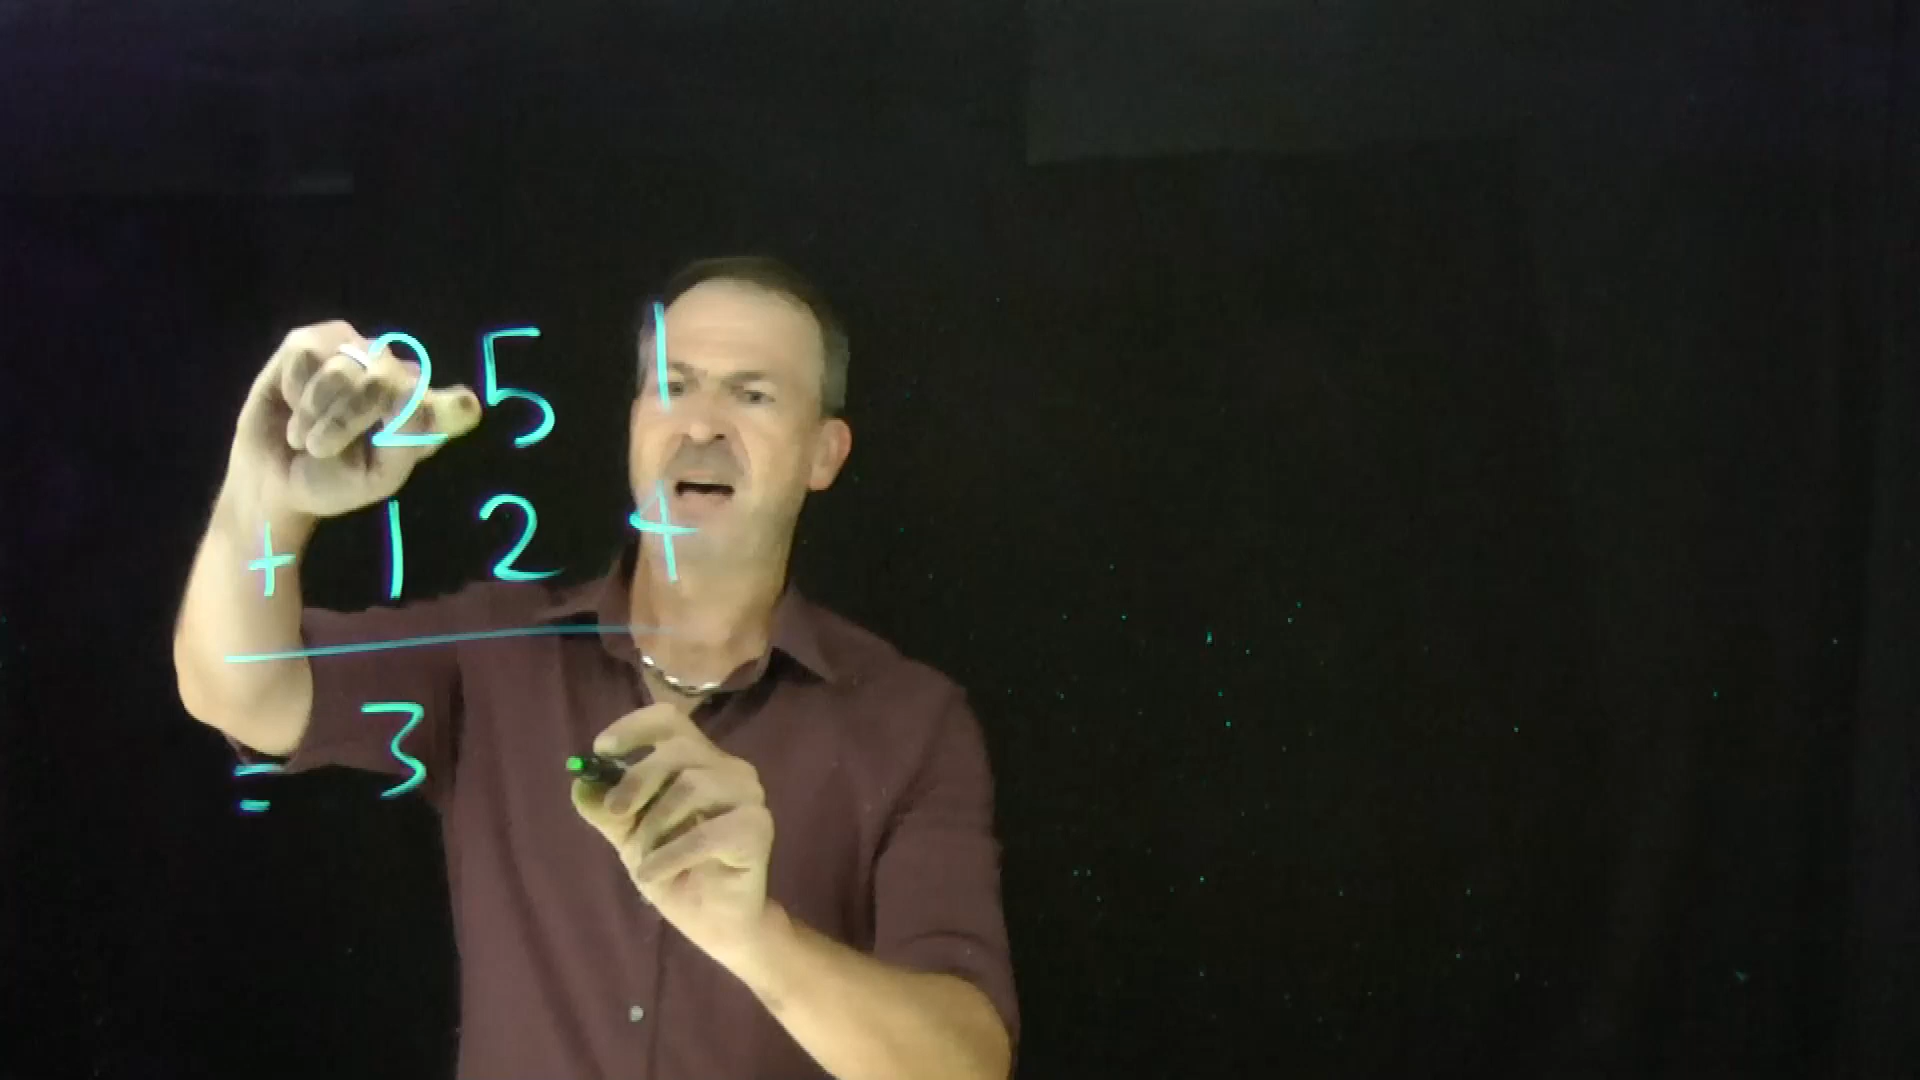 251
+ 124
= 3